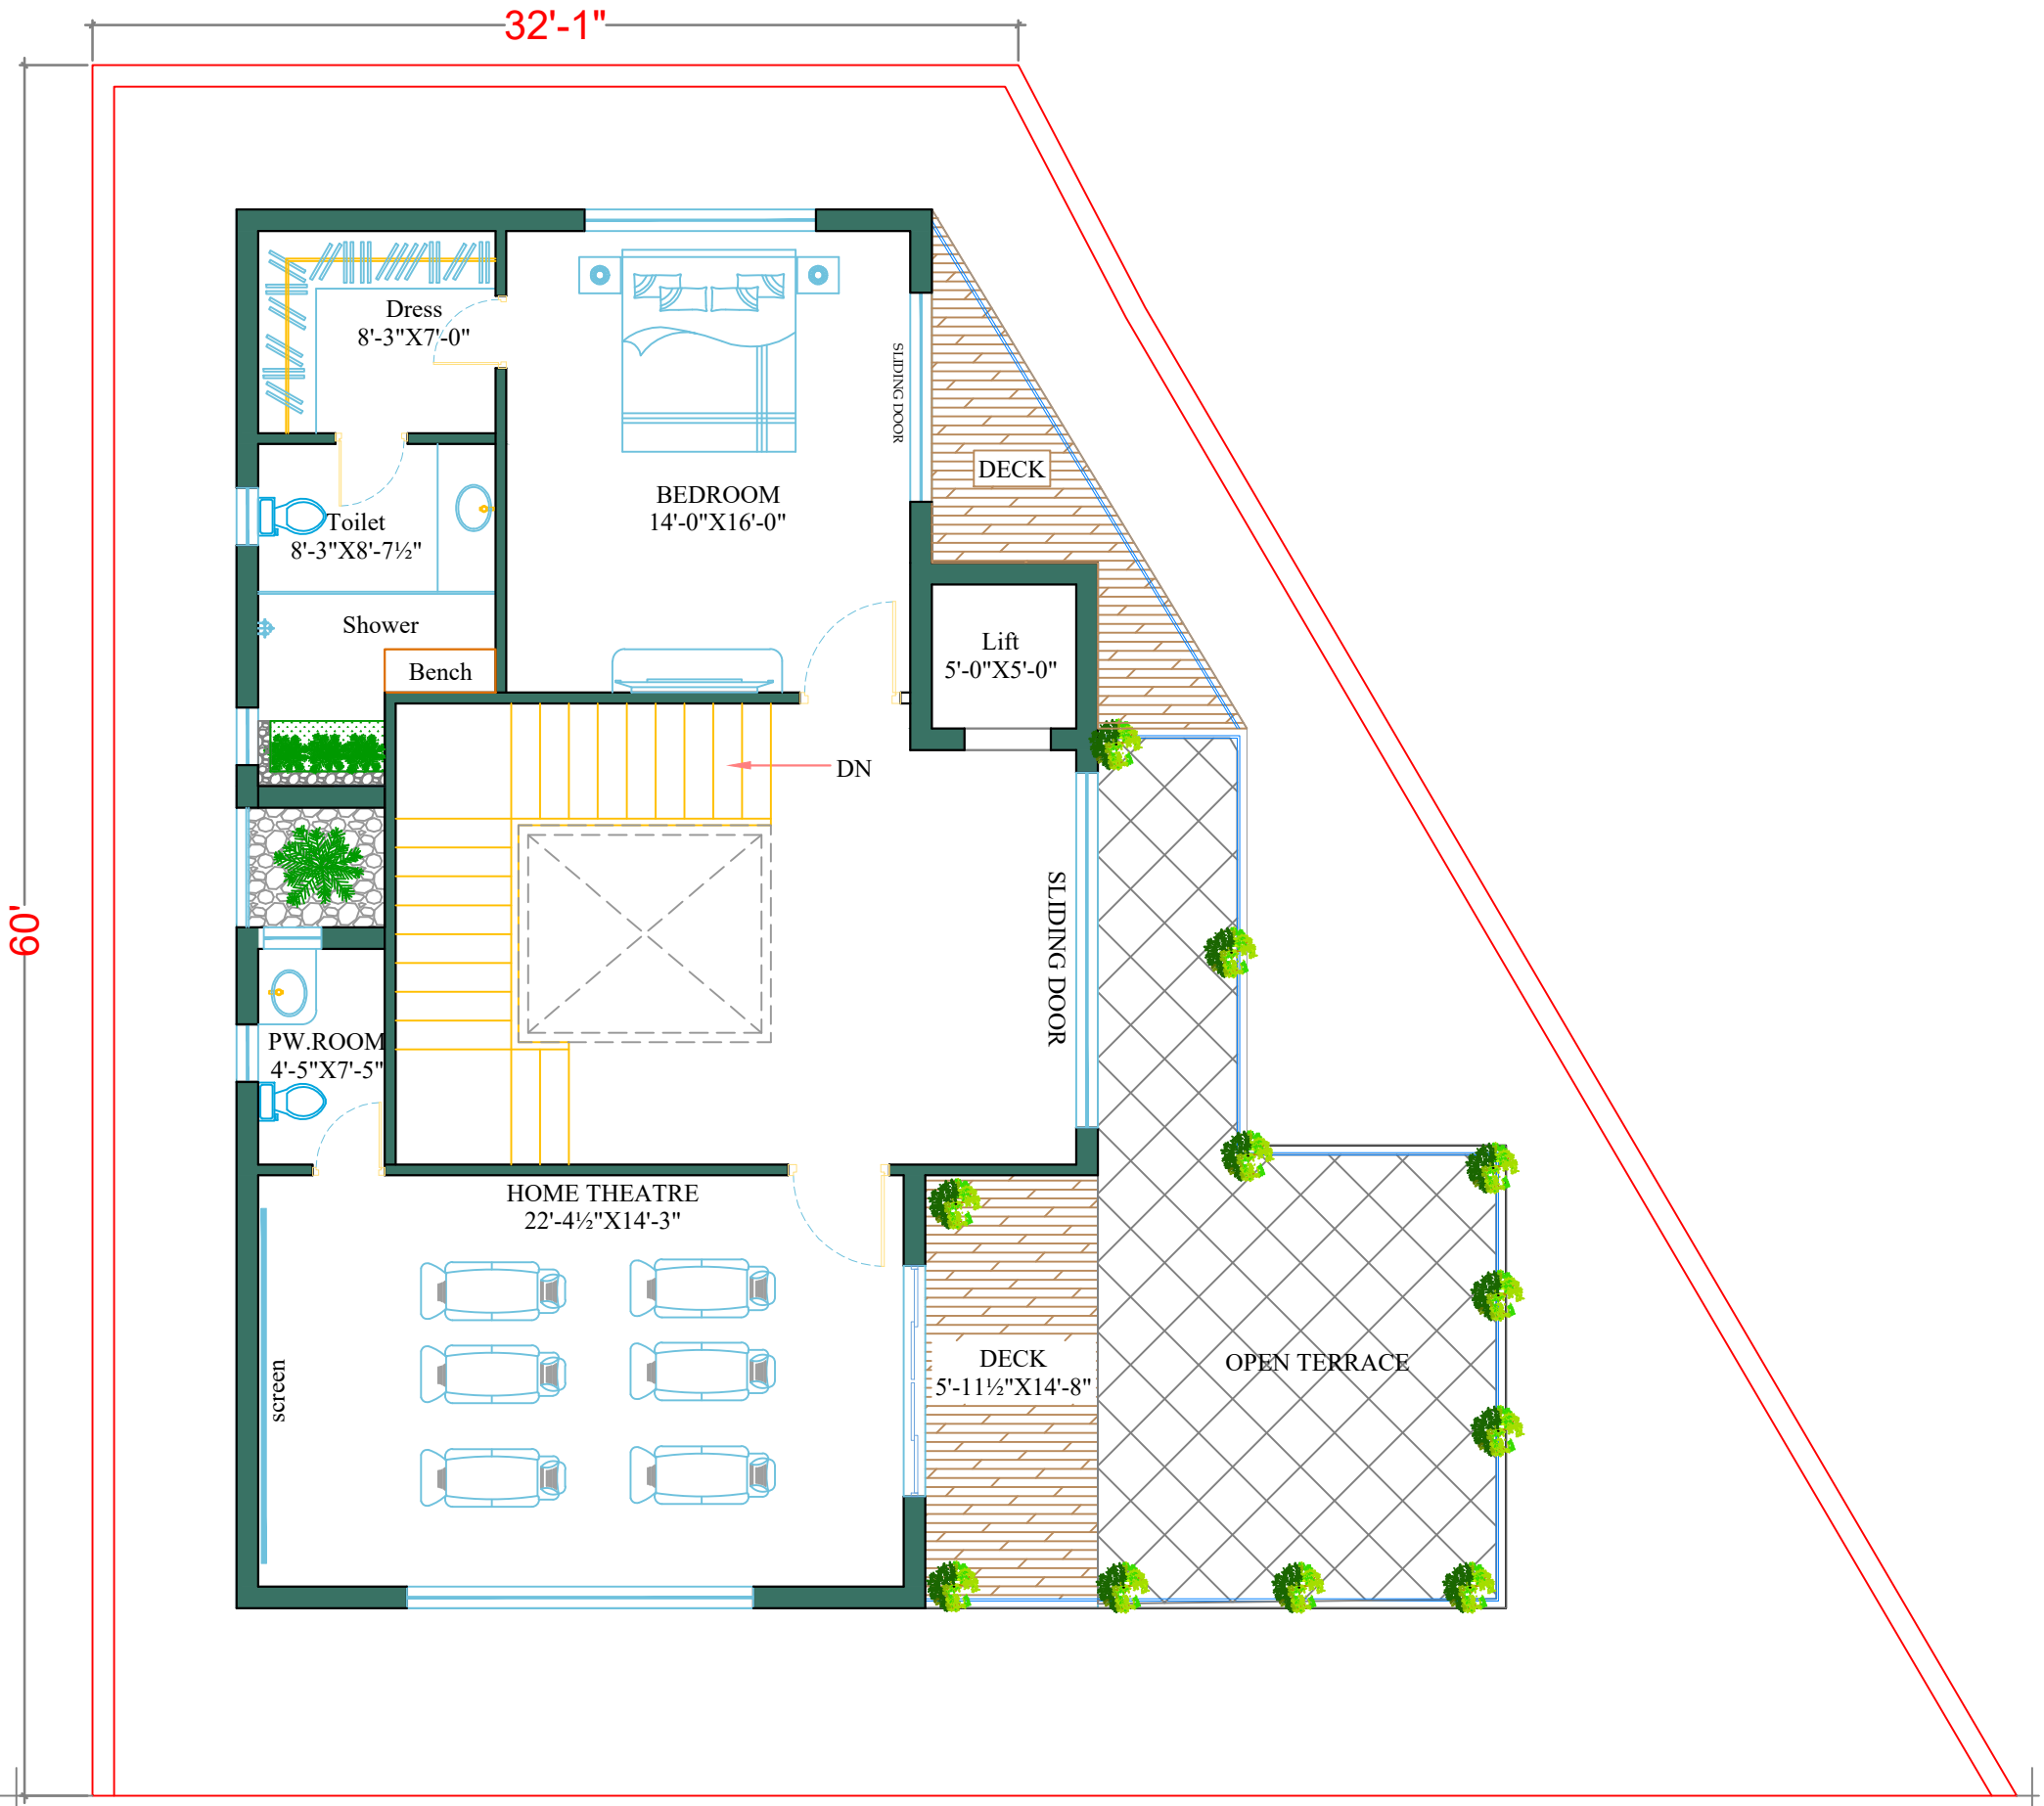 32'-1"
60'
Dress
8'-3"X7'-0"
SLIDING DOOR
DECK
BEDROOM
14'-0"X16'-0"
Toilet
8'-3"X8'-7½"
Shower
Lift
5'-0"X5'-0"
Bench
DN
SLIDING DOOR
PW.ROOM
4'-5"X7'-5"
HOME THEATRE
22'-4½"X14'-3"
screen
DECK
5'-11½"X14'-8"
OPEN TERRACE